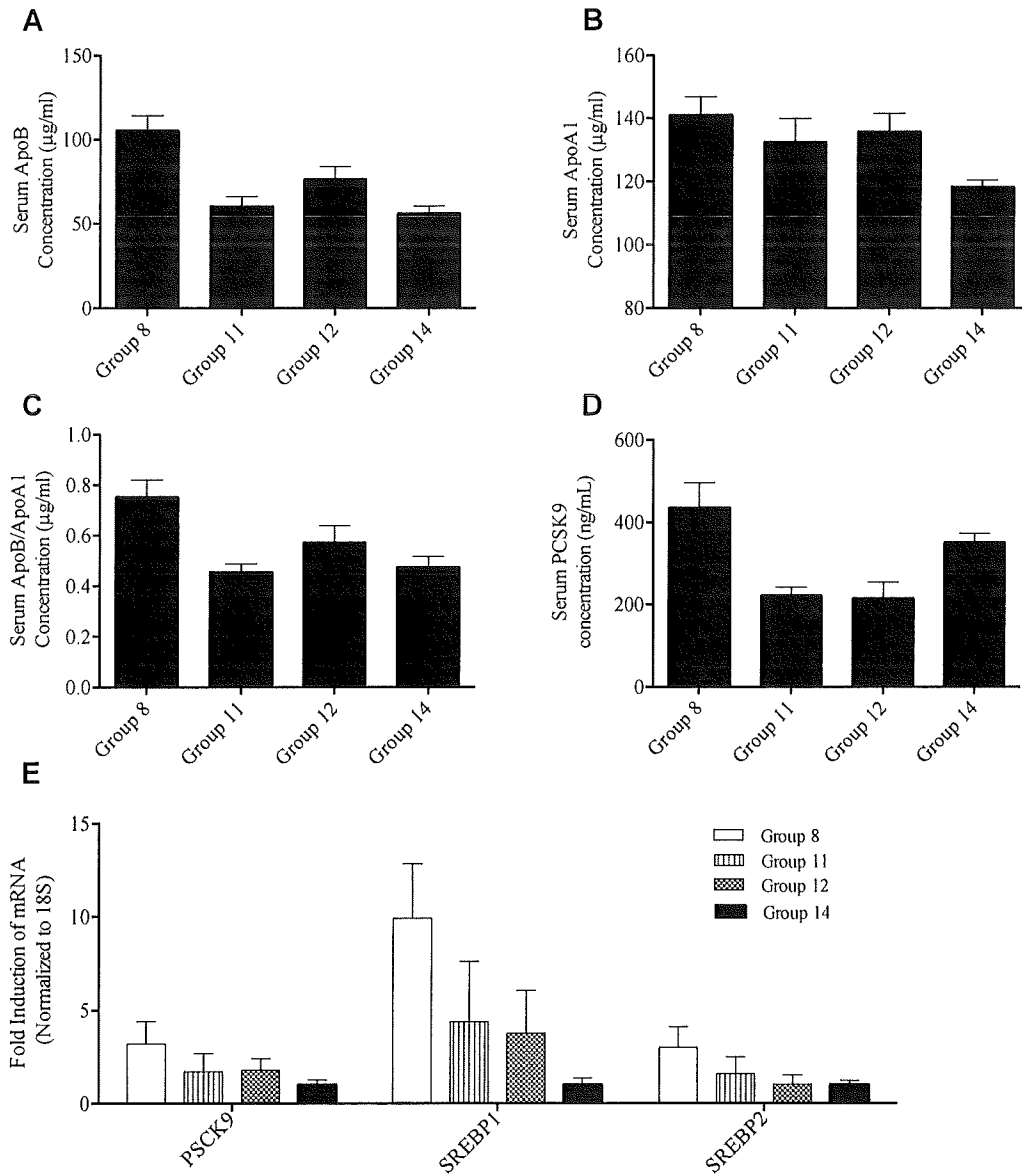 A
Serum ApoB
Concentration (µg/ml)
150
100
50
0
Group 8
Group 11
Group 12
Group 14
B
Serum ApoA1
Concentration (µg/ml)
160
140
120
100
80
Group 8
Group 11
Group 12
Group 14
C
Serum ApoB/ApoA1
Concentration (µg/ml)
1.0
0.8
0.6
0.4
0.2
0.0
Group 8
Group 11
Group 12
Group 14
D
Serum PCSK9
concentration (ng/mL)
600
400
200
0
Group 8
Group 11
Group 12
Group 14
E
Fold Induction of mRNA
(Normalized to 18S)
15
10
5
0
PSCK9
SREBP1
SREBP2
Group 8
Group 11
Group 12
Group 14